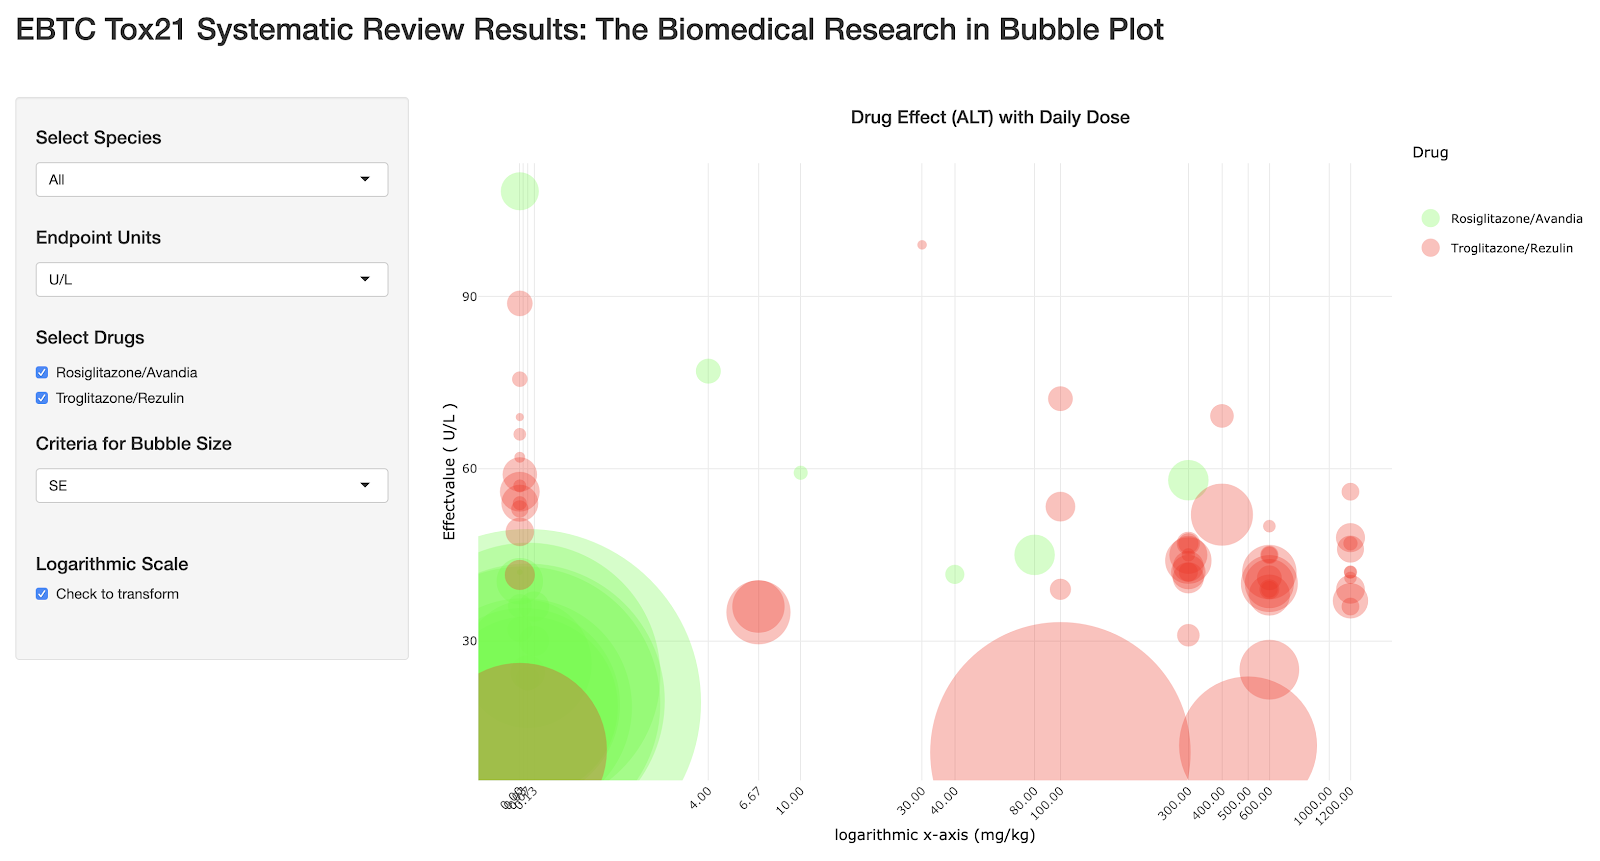 EBTC Tox21 Systematic Review Results: The Biomedical Research in Bubble Plot
Select Species
All
Endpoint Units
U/L
Select Drugs
Rosiglitazone/Avandia
Troglitazone/Rezulin
Criteria for Bubble Size
SE
Logarithmic Scale
Check to transform
Drug Effect (ALT) with Daily Dose
Drug
Rosiglitazone/Avandia
Troglitazone/Rezulin
Effectvalue ( U/L )
90
60
30
4.00
6.67
10.00
30.00
40.00
80.00
100.00
300.00
400.00
500.00
600.00
1000.00
1200.00
logarithmic x-axis (mg/kg)